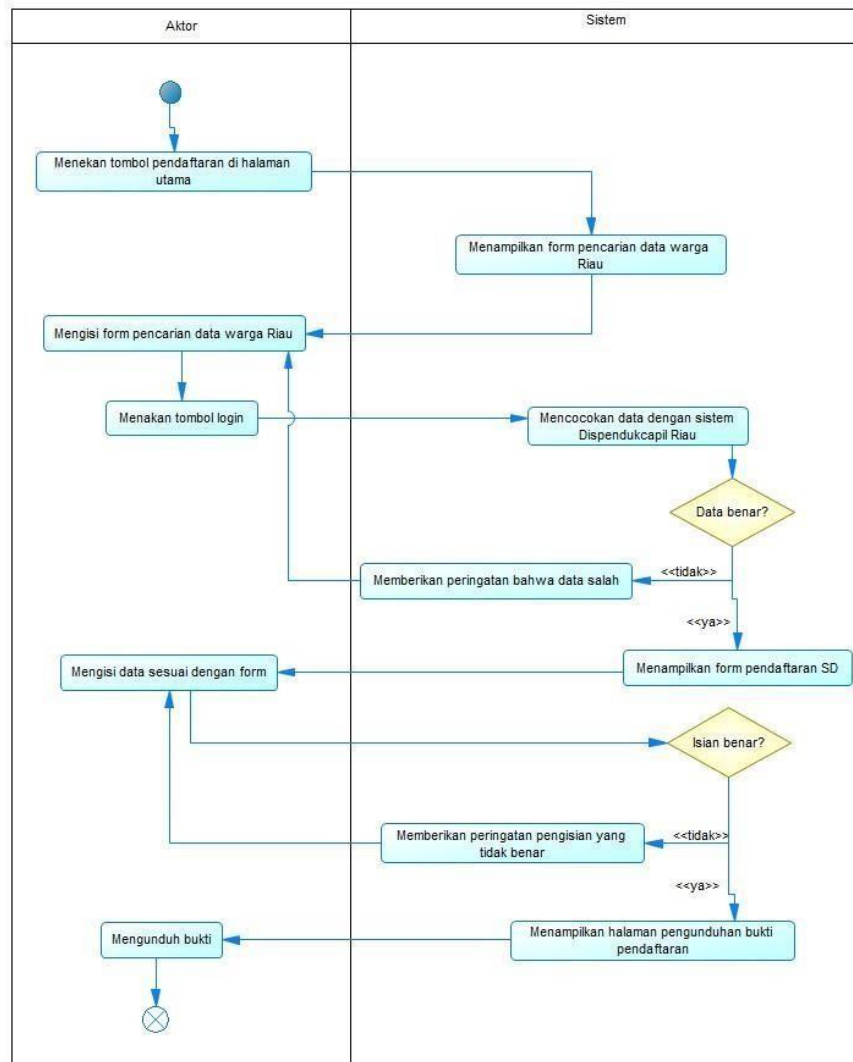 Aktor
Sistem
Menekan tombol pendaftaran di halaman
utama
Menampilkan form pencarian data warga
Riau
Mengisi form pencarian data warga Riau
Menakan tombol login
Mencocokan data dengan sistem
Dispendukcapil Riau
Data benar?
Memberikan peringatan bahwa data salah
<<tidak>>
<<ya>>
Mengisi data sesuai dengan form
Menampilkan form pendaftaran SD
Isian benar?
Memberikan peringatan pengisian yang
tidak benar
<<tidak>>
<<ya>>
Mengunduh bukti
Menampilkan halaman pengunduhan bukti
pendaftaran